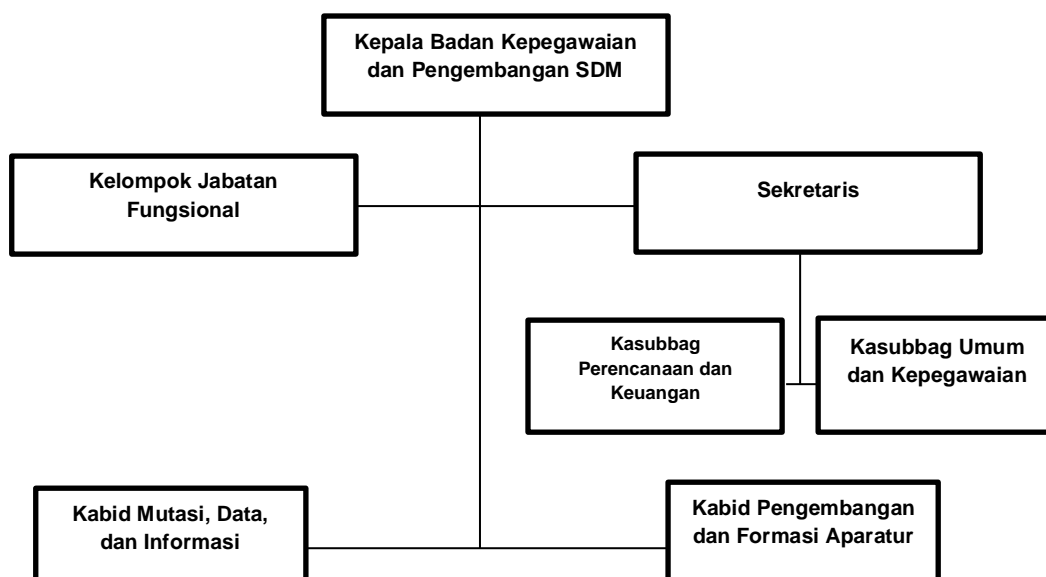 Kepala Badan Kepegawaian
dan Pengembangan SDM
Kelompok Jabatan
Fungsional
Sekretaris
Kasubbag
Perencanaan dan
Keuangan
Kasubbag Umum
dan Kepegawaian
Kabid Mutasi, Data,
dan Informasi
Kabid Pengembangan
dan Formasi Aparatur